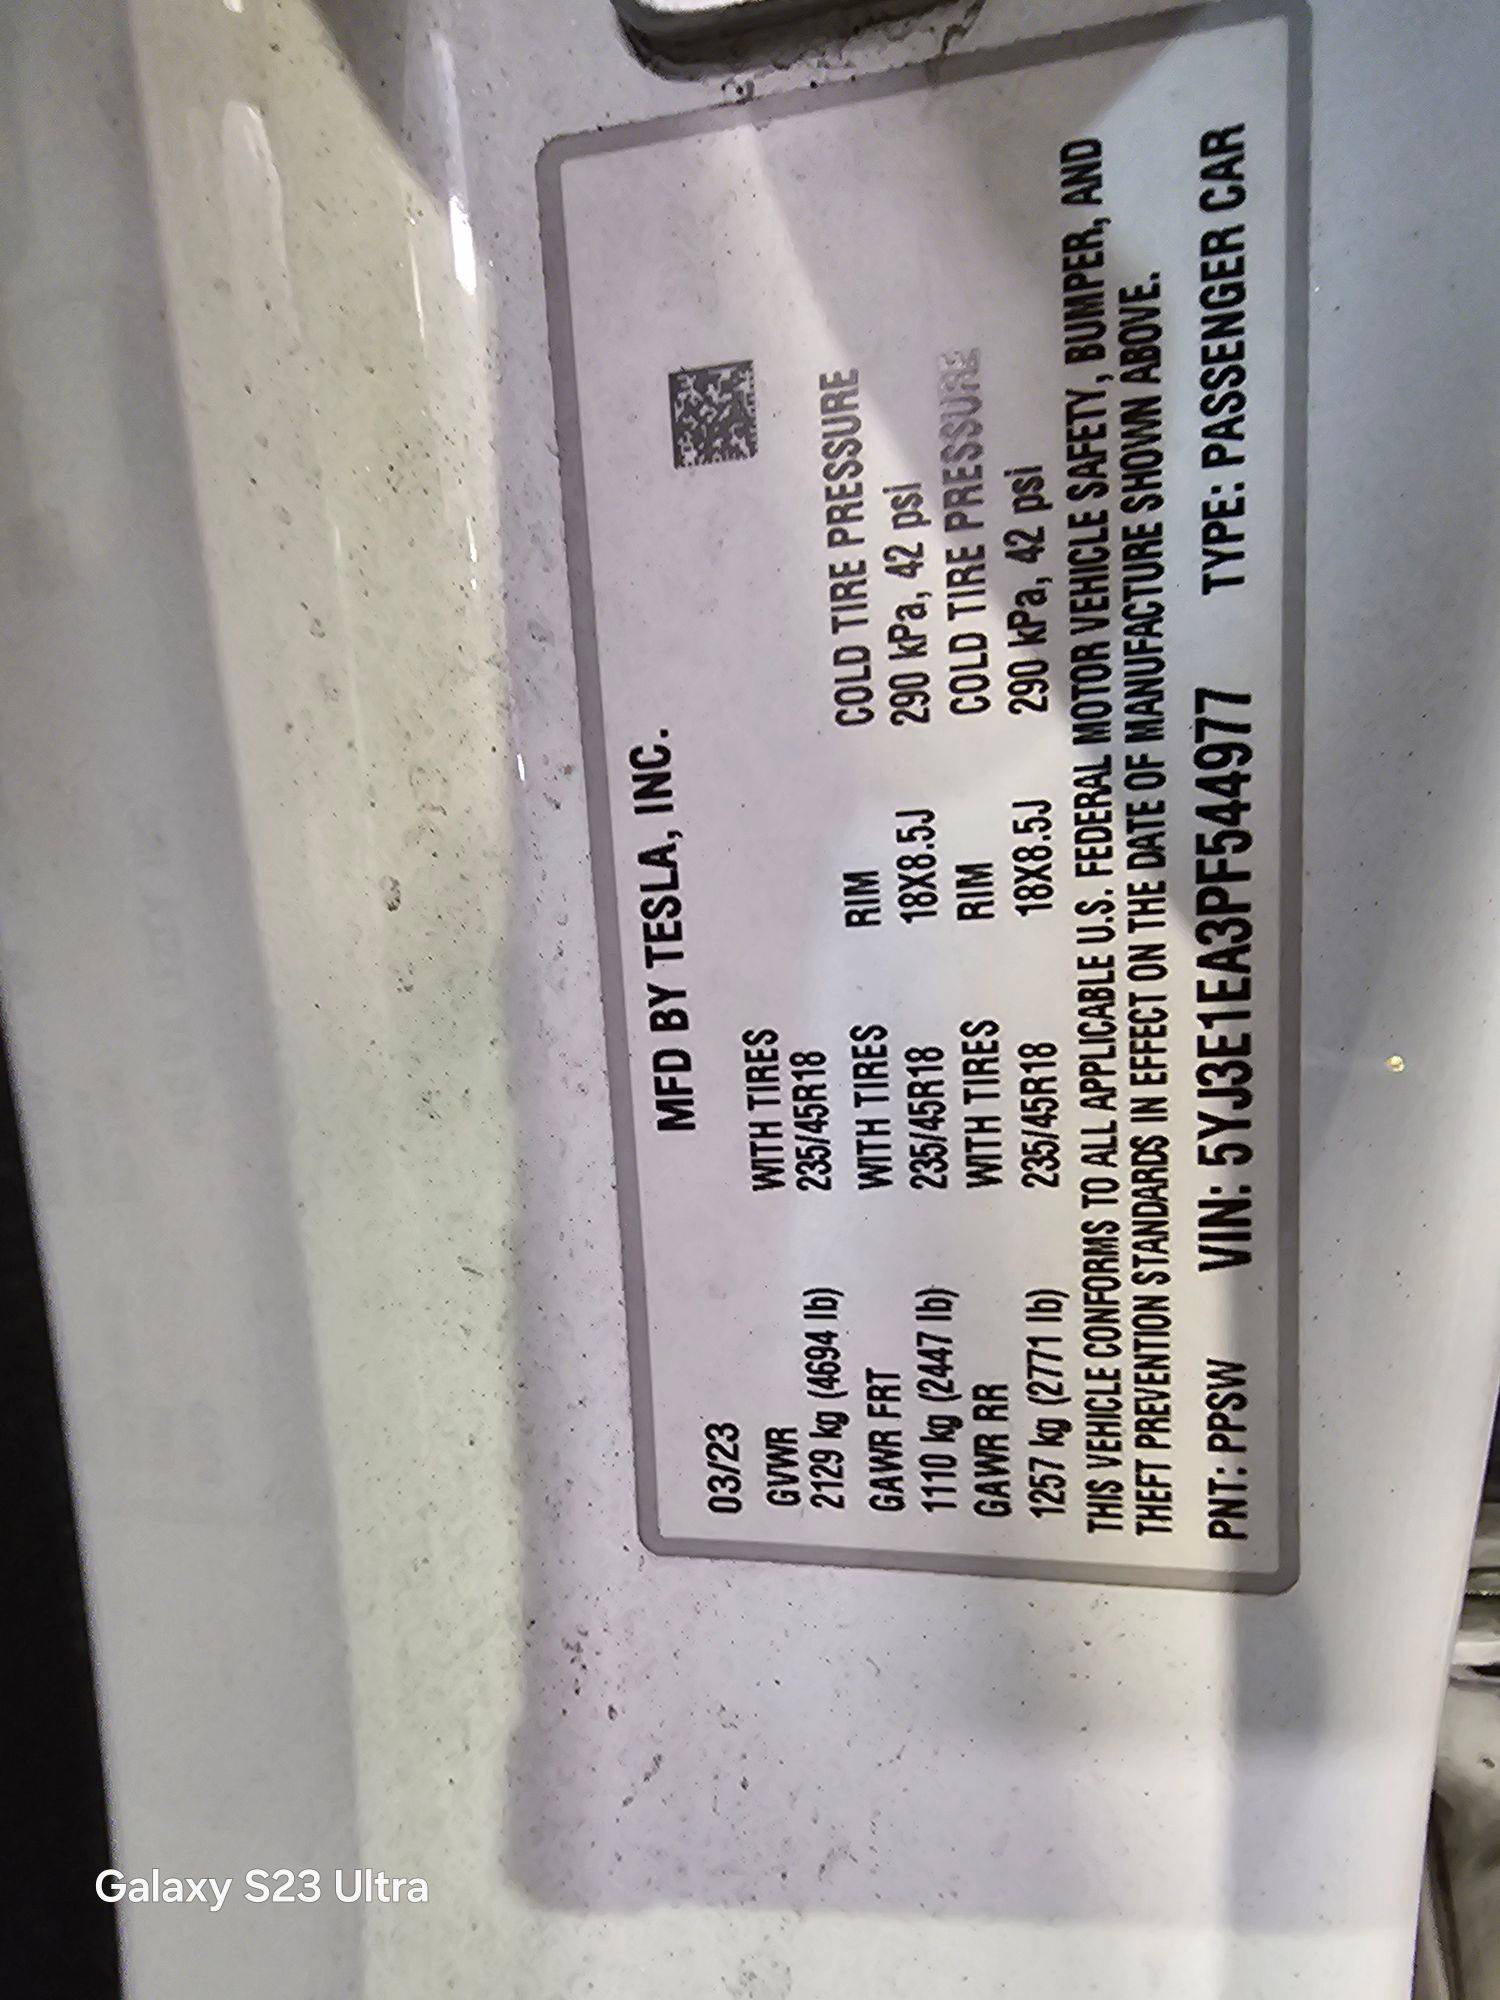 MFD BY TESLA, INC.
03/23
GVWR WITH TIRES
2129 kg (4694 lb) 235/45R18
GAWR FRT WITH TIRES RIM COLD TIRE PRESSURE
1110 kg (2447 lb) 235/45R18 18X8.5J 290 kPa, 42 psi
GAWR RR WITH TIRES RIM COLD TIRE PRESSURE
1257 kg (2771 lb) 235/45R18 18X8.5J 290 kPa, 42 psi
THIS VEHICLE CONFORMS TO ALL APPLICABLE U.S. FEDERAL MOTOR VEHICLE SAFETY, BUMPER, AND
THEFT PREVENTION STANDARDS IN EFFECT ON THE DATE OF MANUFACTURE SHOWN ABOVE.
PNT: PPSW VIN: 5YJ3E1EA3PF544977 TYPE: PASSENGER CAR
Galaxy S23 Ultra